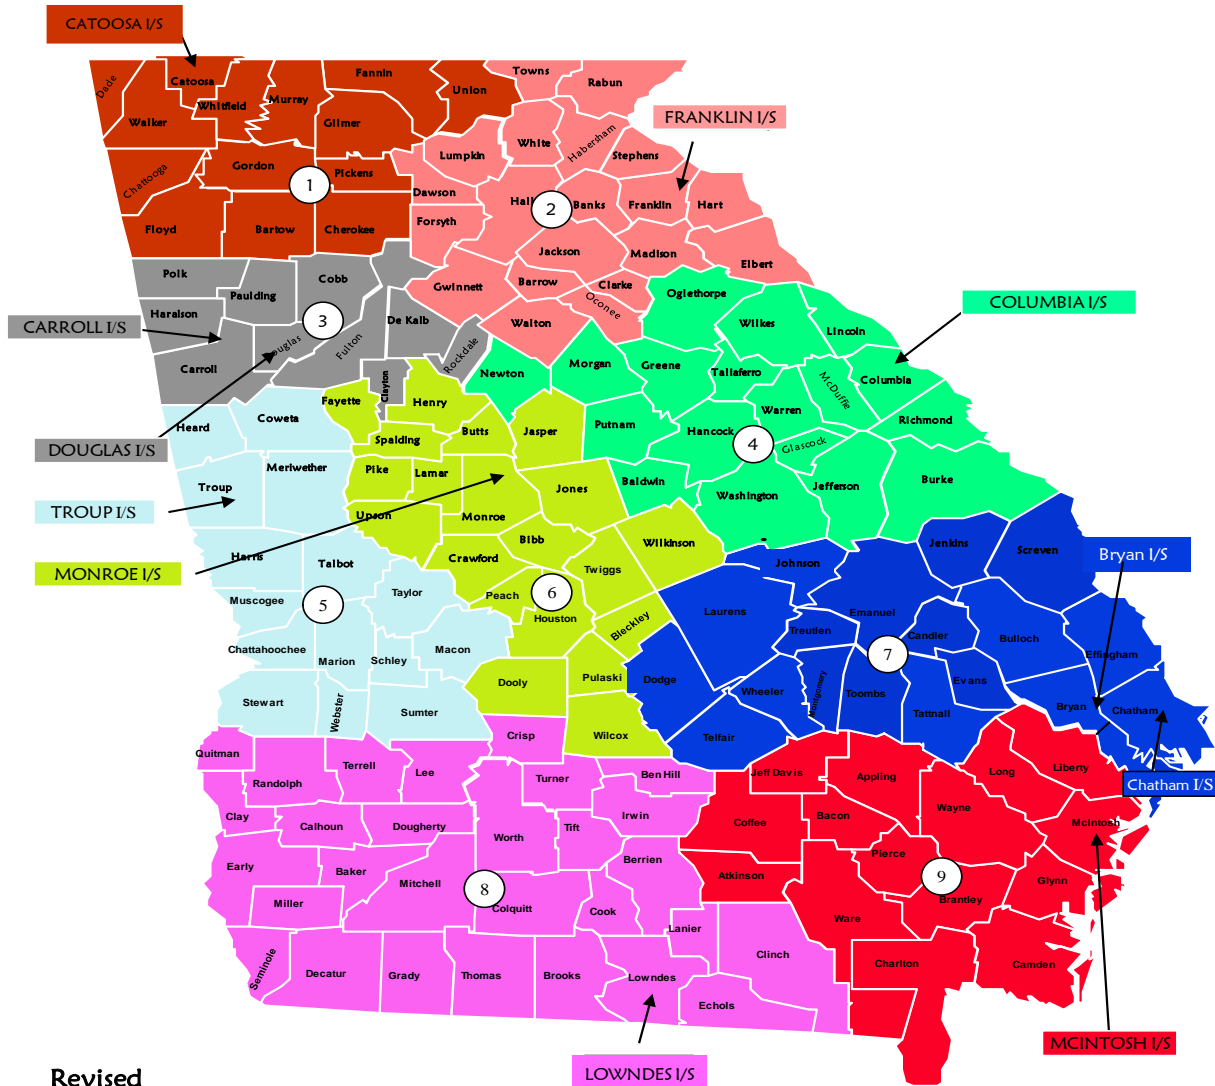 CATOOSA I/S
Dade
Catoosa
Whitfield
Murray
Fannin
Union
Towns
Rabun
Walker
Gilmer
FRANKLIN I/S
Lumpkin
White
Habersham
Stephens
Chattooga
Gordon
Pickens
1
Dawson
Hall
2
Banks
Franklin
Hart
Floyd
Bartow
Cherokee
Forsyth
Jackson
Madison
Elbert
Polk
Cobb
Paulding
Gwinnett
Barrow
Clarke
Oconee
Oglethorpe
COLUMBIA I/S
Haralson
CARROLL I/S
3
De Kalb
Walton
Wilkes
Lincoln
Douglas
Fulton
Rockdale
Carroll
Clayton
Newton
Morgan
Greene
Taliaferro
McDuffie
Columbia
Heard
Coweta
Fayette
Henry
Warren
Richmond
DOUGLAS I/S
Spalding
Butts
Jasper
Putnam
Hancock
4
Glascock
Meriwether
Pike
Lamar
Troup
Jones
Baldwin
Washington
Jefferson
Burke
TROUP I/S
Upson
Monroe
Bibb
Wilkinson
Jenkins
Screven
Bryan I/S
MONROE I/S
Harris
Talbot
Crawford
Twiggs
Johnson
Muscogee
5
Taylor
Peach
6
Houston
Bleckley
Laurens
Emanuel
Treutlen
Candler
Bulloch
Effingham
Chattahoochee
Marion
Schley
Macon
7
Dooly
Pulaski
Dodge
Wheeler
Montgomery
Toombs
Evans
Tattnall
Bryan
Chatham
Stewart
Webster
Sumter
Crisp
Wilcox
Telfair
Quitman
Randolph
Terrell
Lee
Turner
Ben Hill
Jeff Davis
Appling
Long
Liberty
Chatham I/S
Clay
Calhoun
Dougherty
Worth
Tift
Irwin
Coffee
Bacon
Wayne
Mcintosh
Early
Baker
Mitchell
8
Berrien
Atkinson
Pierce
9
Glynn
Miller
Colquitt
Cook
Lanier
Ware
Brantley
Seminole
Decatur
Grady
Thomas
Brooks
Lowndes
Clinch
Charlton
Camden
Echols
MCINTOSH I/S
LOWNDES I/S
Revised